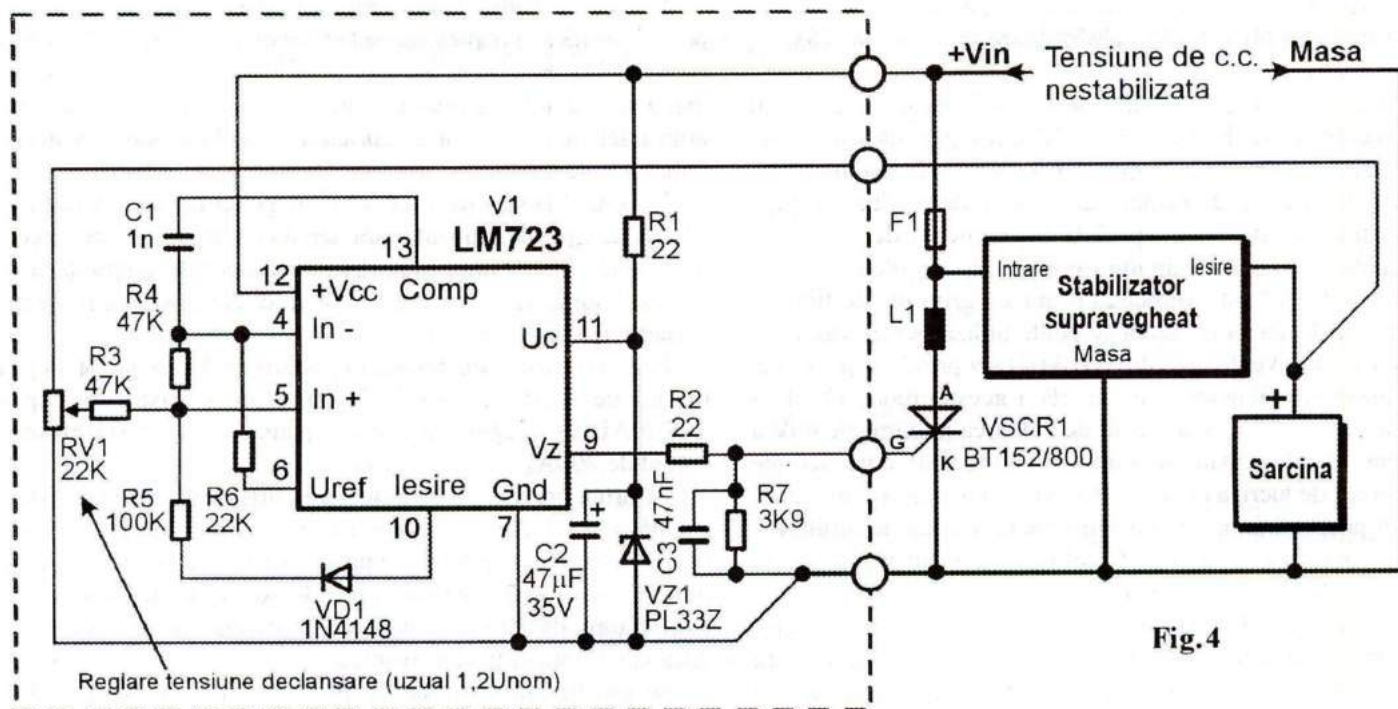 +Vin
Tensiune de c.c.
nestabilizata
Masa
C1
1n
V1
LM723
13
12
+Vcc
Comp
R4
47K
4
In -
R3
47K
5
In +
RV1
22K
6
Uref
Iesire
Gnd
R5
100K
R6
22K
10
7
Uc
11
R1
22
Vz
9
R2
22
F1
L1
Intrare
Iesire
Stabilizator
supravegheat
Masa
A
G
K
VSCR1
BT152/800
+
Sarcina
C2
47µF
35V
+
C3
47nF
R7
3K9
VZ1
PL33Z
VD1
1N4148
Reglare tensiune declansare (uzual 1,2Unom)
Fig.4